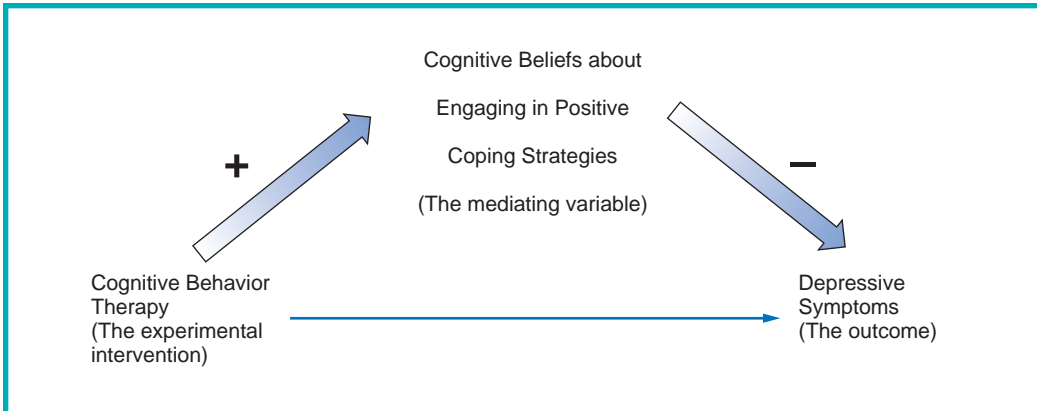 Cognitive Beliefs about
Engaging in Positive
Coping Strategies
(The mediating variable)
+
–
Cognitive Behavior
Therapy
(The experimental
intervention)
Depressive
Symptoms
(The outcome)